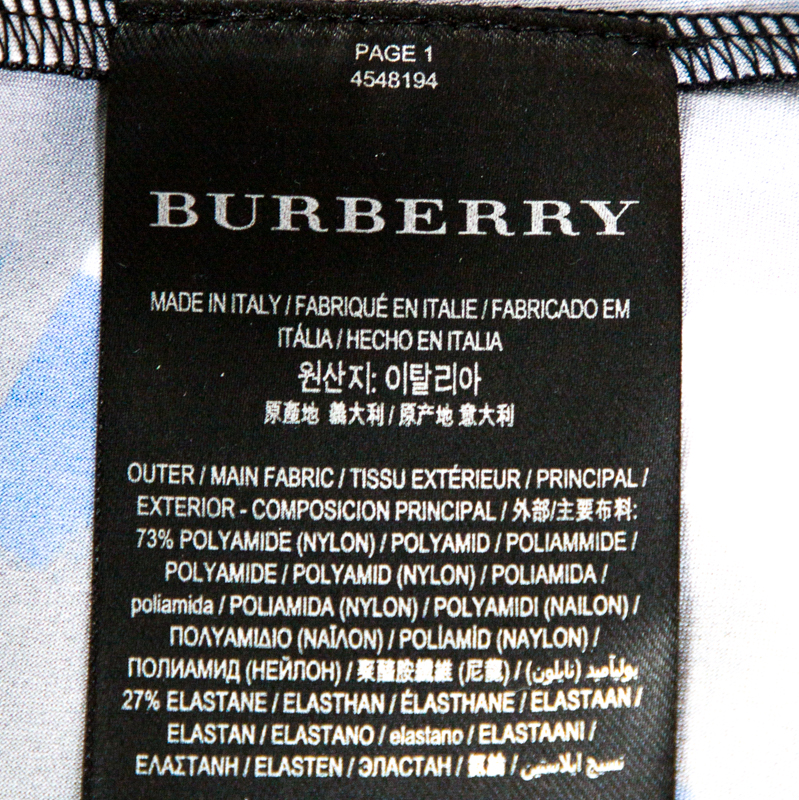 PAGE 1
4548194
BURBERRY
MADE IN ITALY / FABRIQUÉ EN ITALIE / FABRICADO EM
ITÁLIA / HECHO EN ITALIA
원산지: 이탈리아
原產地 義大利 / 原产地 意大利
OUTER / MAIN FABRIC / TISSU EXTÉRIEUR / PRINCIPAL /
EXTERIOR - COMPOSICION PRINCIPAL / 外部/主要布料:
73% POLYAMIDE (NYLON) / POLYAMID / POLIAMMIDE /
POLYAMIDE / POLYAMID (NYLON) / POLIAMIDA /
poliamida / POLIAMIDA (NYLON) / POLYAMIDI (NAILON) /
ΠΟΛΥΑΜΙΔΙΟ (ΝΑΪΛΟΝ) / POLİAMİD (NAYLON) /
ПОЛИАМИД (НЕЙЛОН) / 聚醯胺纖維 (尼龍) / بوليأميد (نايلون) /
27% ELASTANE / ELASTHAN / ÉLASTHANE / ELASTAAN /
ELASTAN / ELASTANO / elastano / ELASTAANI /
ΕΛΑΣΤΑΝΗ / ELASTEN / ЭЛАСТАН / / نسيج ايلاستين